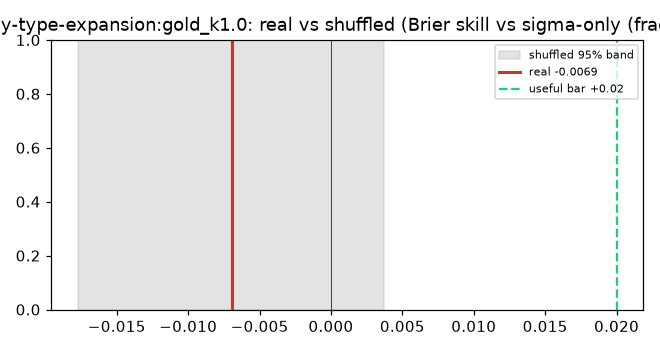 y-type-expansion:gold_k1.0: real vs shuffled (Brier skill vs sigma-only (fra
shuffled 95% band
real -0.0069
useful bar +0.02
1.0
0.8
0.6
0.4
0.2
0.0
−0.015 −0.010 −0.005 0.000 0.005 0.010 0.015 0.020